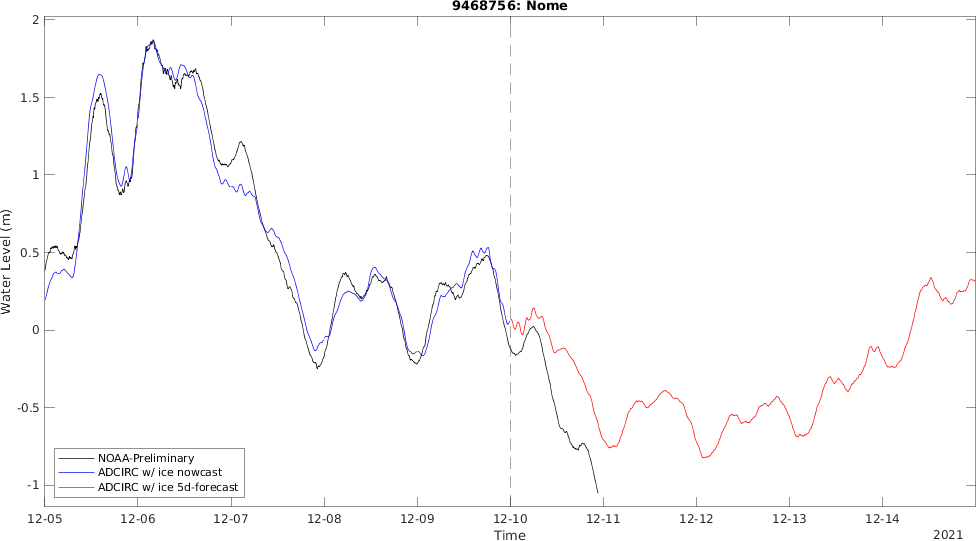 9468756: Nome
2
1.5
1
0.5
0
-0.5
-1
Water Level (m)
NOAA-Preliminary
ADCIRC w/ ice nowcast
ADCIRC w/ ice 5d-forecast
12-05 12-06 12-07 12-08 12-09 12-10 12-11 12-12 12-13 12-14
Time
2021